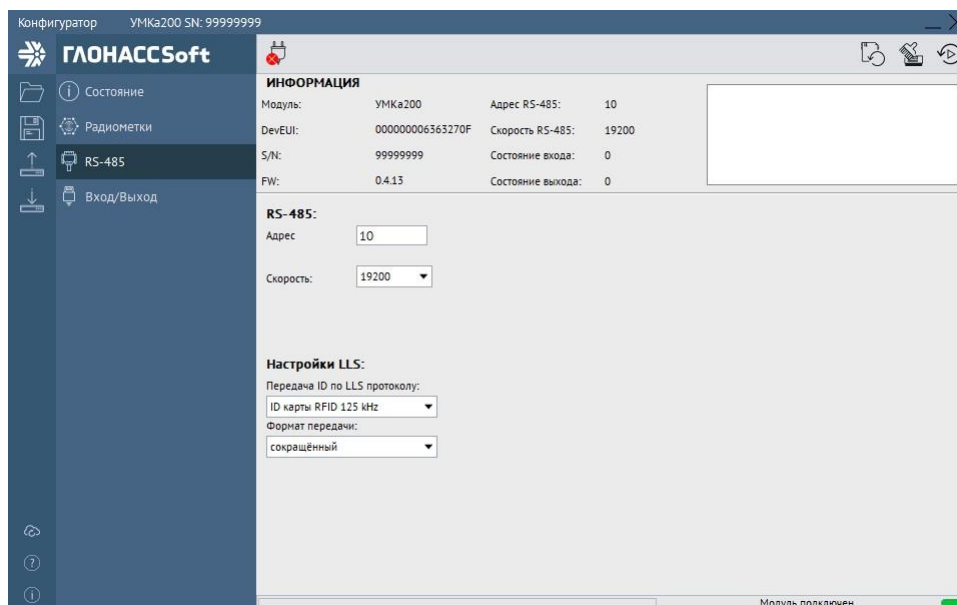 Конфигуратор УМКа200 SN: 99999999
ГЛОНАССSoft
Состояние
Радиометки
RS-485
Вход/Выход
ИНФОРМАЦИЯ
Модуль: УМКа200 Адрес RS-485: 10
DevEUI: 000000006363270F Скорость RS-485: 19200
S/N: 99999999 Состояние входа: 0
FW: 0.4.13 Состояние выхода: 0
RS-485:
Адрес 10
Скорость: 19200
Настройки LLS:
Передача ID по LLS протоколу:
ID карты RFID 125 kHz
Формат передачи:
сокращённый
Модуль подключен